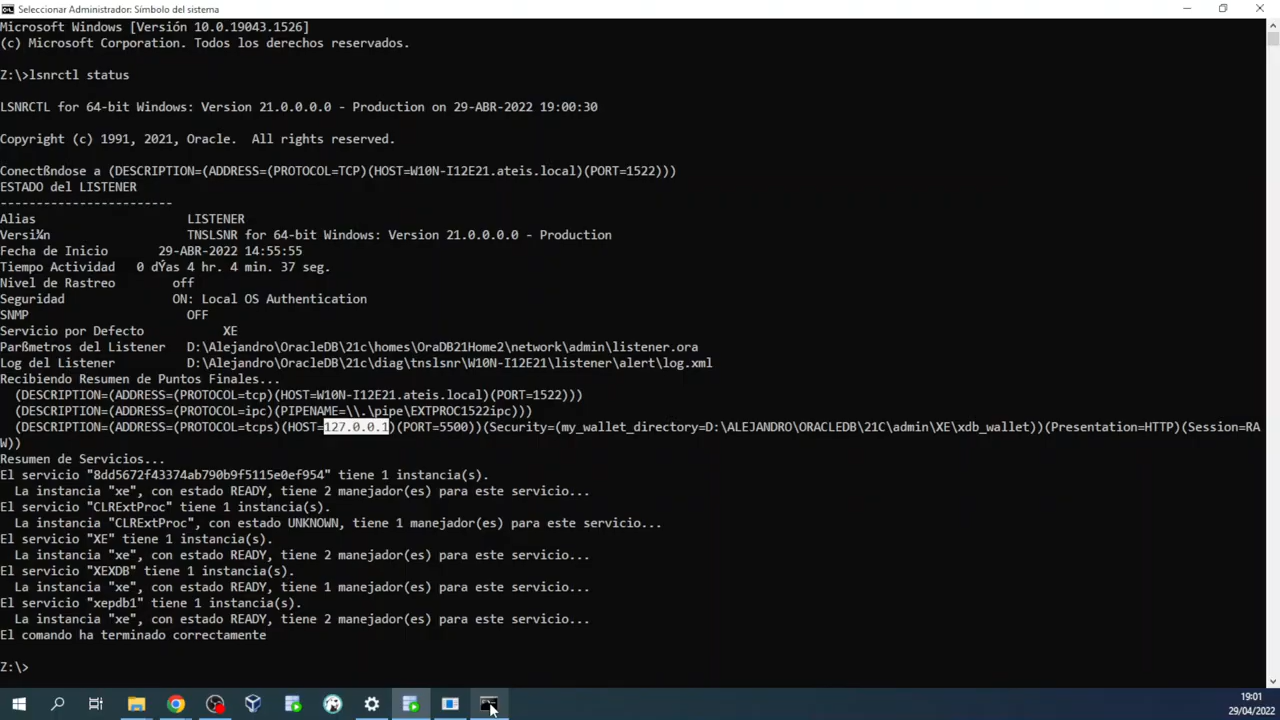 Seleccionar Administrador: Símbolo del sistema
Microsoft Windows [Versión 10.0.19043.1526]
(c) Microsoft Corporation. Todos los derechos reservados.
Z:\>lsnrctl status
LSNRCTL for 64-bit Windows: Version 21.0.0.0.0 - Production on 29-ABR-2022 19:00:30
Copyright (c) 1991, 2021, Oracle.  All rights reserved.
Conectßndose a (DESCRIPTION=(ADDRESS=(PROTOCOL=TCP)(HOST=W10N-I12E21.ateis.local)(PORT=1522)))
ESTADO del LISTENER
------------------------
Alias                     LISTENER
Versi¾n                   TNSLSNR for 64-bit Windows: Version 21.0.0.0.0 - Production
Fecha de Inicio       29-ABR-2022 14:55:55
Tiempo Actividad   0 dÝas 4 hr. 4 min. 37 seg.
Nivel de Rastreo        off
Seguridad               ON: Local OS Authentication
SNMP                      OFF
Servicio por Defecto           XE
Parßmetros del Listener   D:\Alejandro\OracleDB\21c\homes\OraDB21Home2\network\admin\listener.ora
Log del Listener          D:\Alejandro\OracleDB\21c\diag\tnslsnr\W10N-I12E21\listener\alert\log.xml
Recibiendo Resumen de Puntos Finales...
  (DESCRIPTION=(ADDRESS=(PROTOCOL=tcp)(HOST=W10N-I12E21.ateis.local)(PORT=1522)))
  (DESCRIPTION=(ADDRESS=(PROTOCOL=ipc)(PIPENAME=\\.\pipe\EXTPROC1522ipc)))
  (DESCRIPTION=(ADDRESS=(PROTOCOL=tcps)(HOST=127.0.0.1)(PORT=5500))(Security=(my_wallet_directory=D:\ALEJANDRO\ORACLEDB\21C\admin\XE\xdb_wallet))(Presentation=HTTP)(Session=RA
W))
Resumen de Servicios...
El servicio "8dd5672f43374ab790b9f5115e0ef954" tiene 1 instancia(s).
  La instancia "xe", con estado READY, tiene 2 manejador(es) para este servicio...
El servicio "CLRExtProc" tiene 1 instancia(s).
  La instancia "CLRExtProc", con estado UNKNOWN, tiene 1 manejador(es) para este servicio...
El servicio "XE" tiene 1 instancia(s).
  La instancia "xe", con estado READY, tiene 2 manejador(es) para este servicio...
El servicio "XEXDB" tiene 1 instancia(s).
  La instancia "xe", con estado READY, tiene 1 manejador(es) para este servicio...
El servicio "xepdb1" tiene 1 instancia(s).
  La instancia "xe", con estado READY, tiene 2 manejador(es) para este servicio...
El comando ha terminado correctamente
Z:\>
19:01
29/04/2022